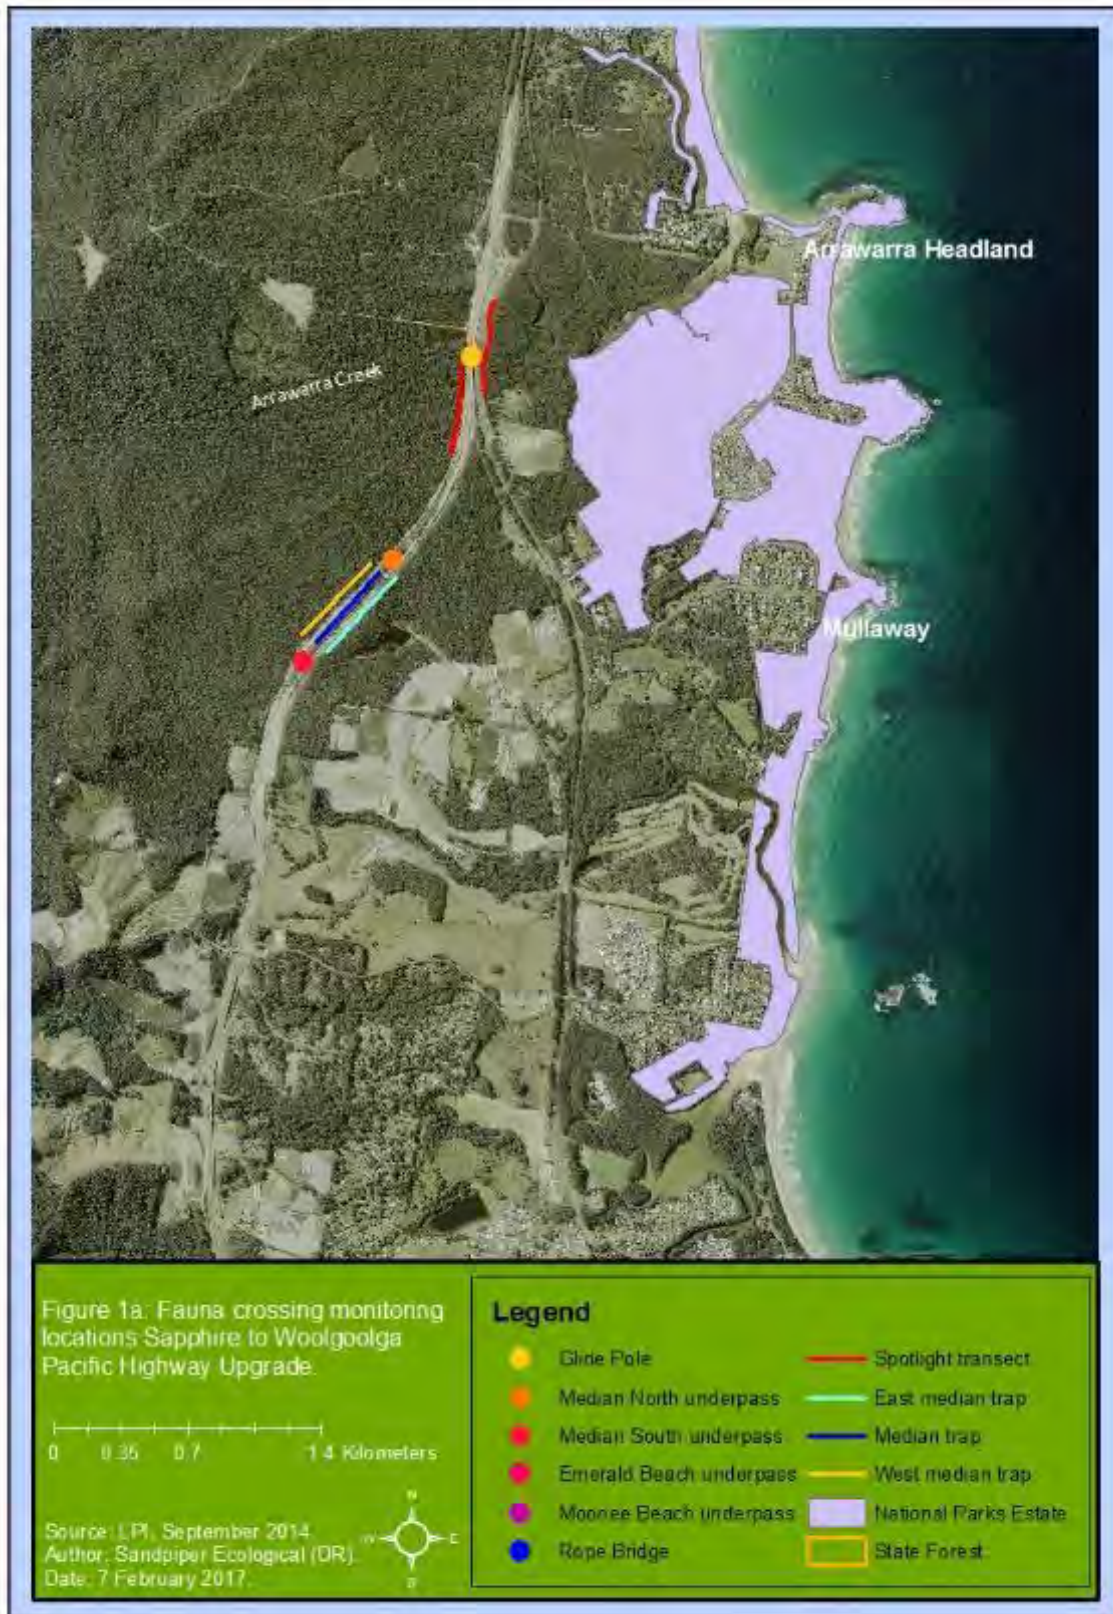 Arrawarra Headland
Arrawarra Creek
Mullaway
Figure 1a: Fauna crossing monitoring
locations Sapphire to Woolgoolga
Pacific Highway Upgrade.
0 0.35 0.7 1.4 Kilometers
Source: LPI, September 2014.
Author: Sandpiper Ecological (DR).
Date: 7 February 2017.
N
W E
S
Legend
Glide Pole
Median North underpass
Median South underpass
Emerald Beach underpass
Moonee Beach underpass
Rope Bridge
Spotlight transect
East median trap
Median trap
West median trap
National Parks Estate
State Forest